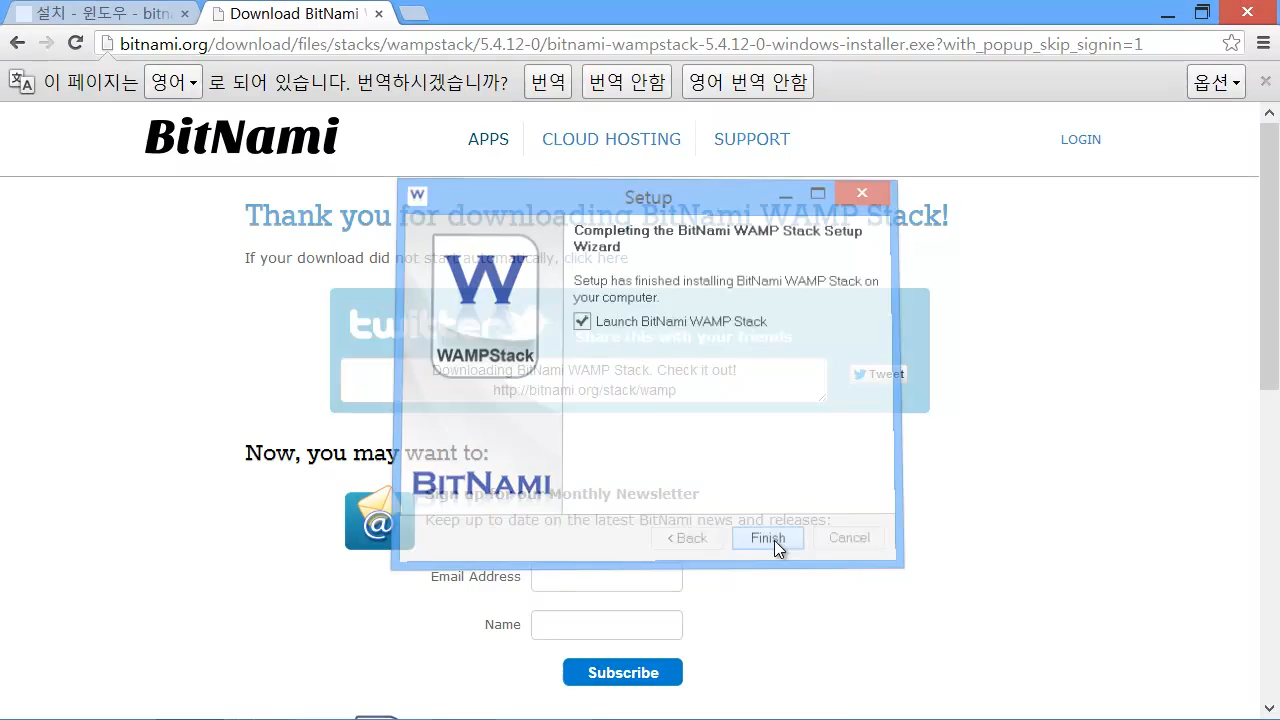 설치 - 윈도우 - bitn
Download BitNami W
bitnami.org/download/files/stacks/wampstack/5.4.12-0/bitnami-wampstack-5.4.12-0-windows-installer.exe?with_popup_skip_signin=1
이 페이지는 영어 로 되어 있습니다. 번역하시겠습니까? 번역 번역 안함 영어 번역 안함 옵션
BitNami APPS CLOUD HOSTING SUPPORT LOGIN
Setup
Thank you for downloading BitNami WAMP Stack!
Completing the BitNami WAMP Stack Setup
Wizard
If your download did not start automatically, click here
Setup has finished installing BitNami WAMP Stack on
your computer.
Launch BitNami WAMP Stack
W
WAMPStack
twitter
Share this with your friends
Downloading BitNami WAMP Stack. Check it out!
http://bitnami.org/stack/wamp
Tweet
Now, you may want to:
BITNAMI
Sign up for our Monthly Newsletter
Keep up to date on the latest BitNami news and releases:
< Back Finish Cancel
Email Address
Name
Subscribe